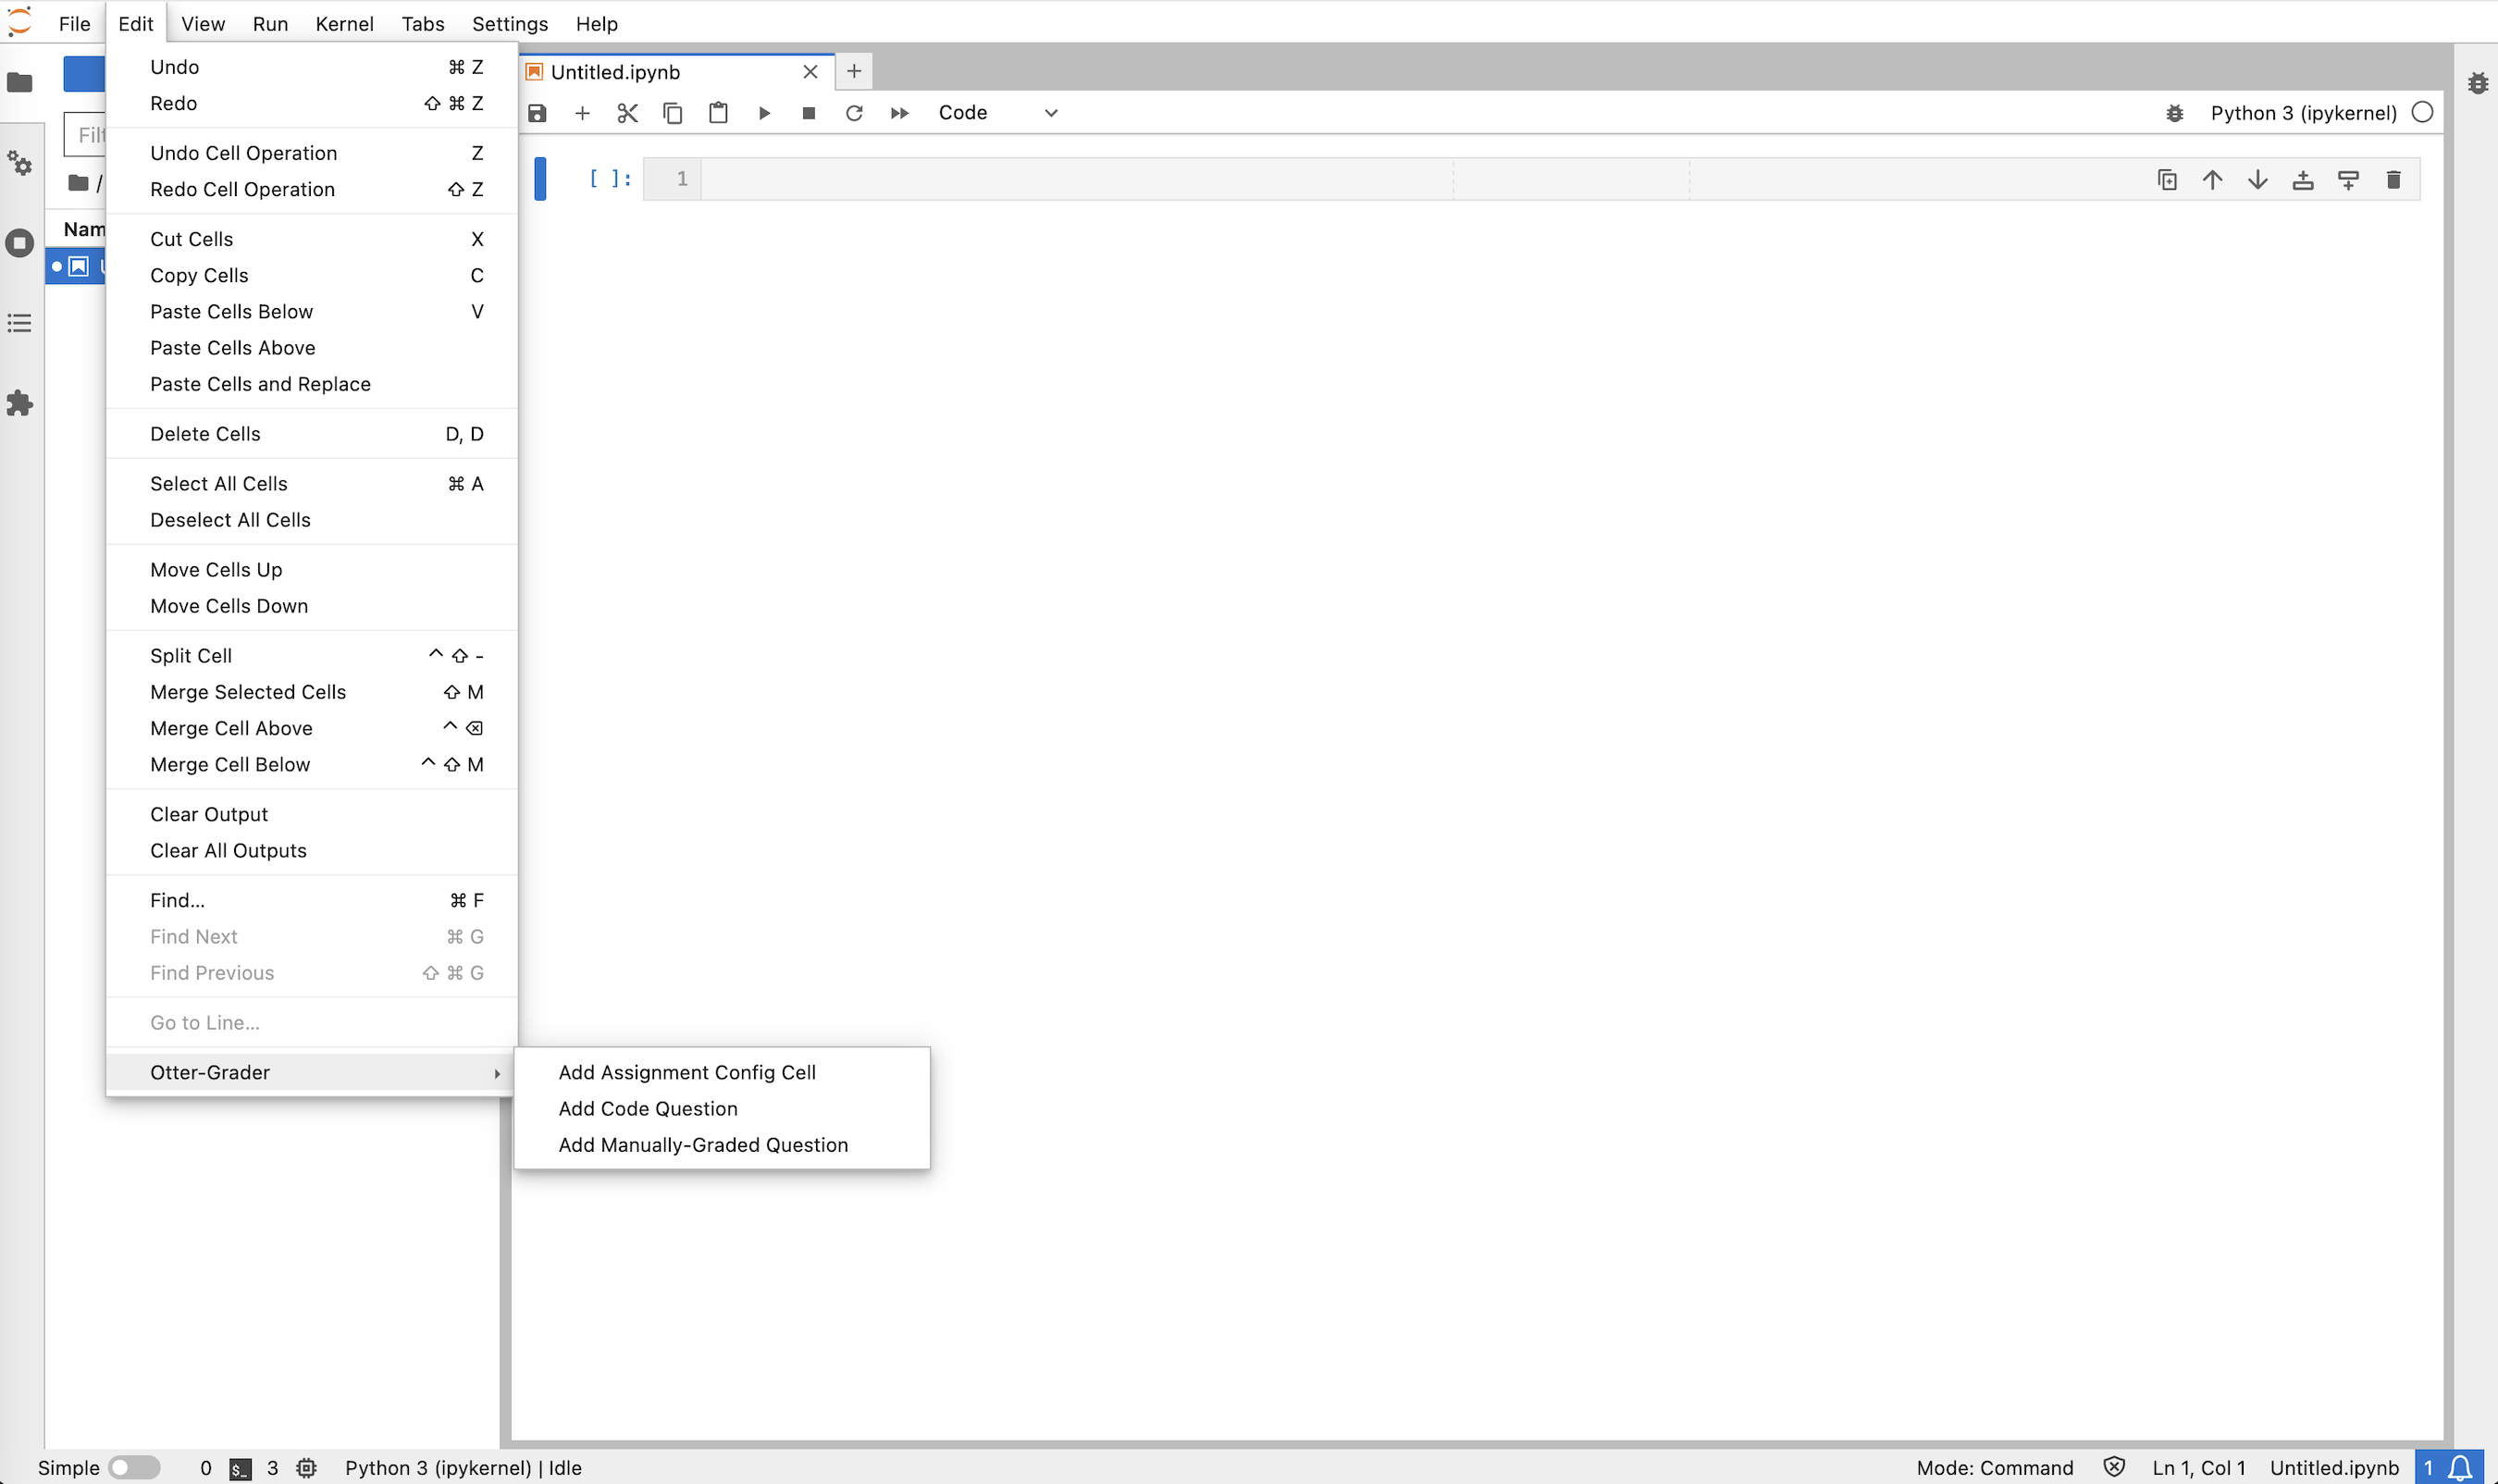 File Edit View Run Kernel Tabs Settings Help
Undo ⌘ Z
Redo ⇧ ⌘ Z
Undo Cell Operation Z
Redo Cell Operation ⇧ Z
Cut Cells X
Copy Cells C
Paste Cells Below V
Paste Cells Above
Paste Cells and Replace
Delete Cells D, D
Select All Cells ⌘ A
Deselect All Cells
Move Cells Up
Move Cells Down
Split Cell ^ ⇧ -
Merge Selected Cells ⇧ M
Merge Cell Above ^ ⌫
Merge Cell Below ^ ⇧ M
Clear Output
Clear All Outputs
Find... ⌘ F
Find Next ⌘ G
Find Previous ⇧ ⌘ G
Go to Line...
Otter-Grader
Add Assignment Config Cell
Add Code Question
Add Manually-Graded Question
/
Untitled.ipynb
Code
Python 3 (ipykernel)
[ ]: 1
Simple 0 $_ 3 Python 3 (ipykernel) | Idle
Mode: Command Ln 1, Col 1 Untitled.ipynb 1